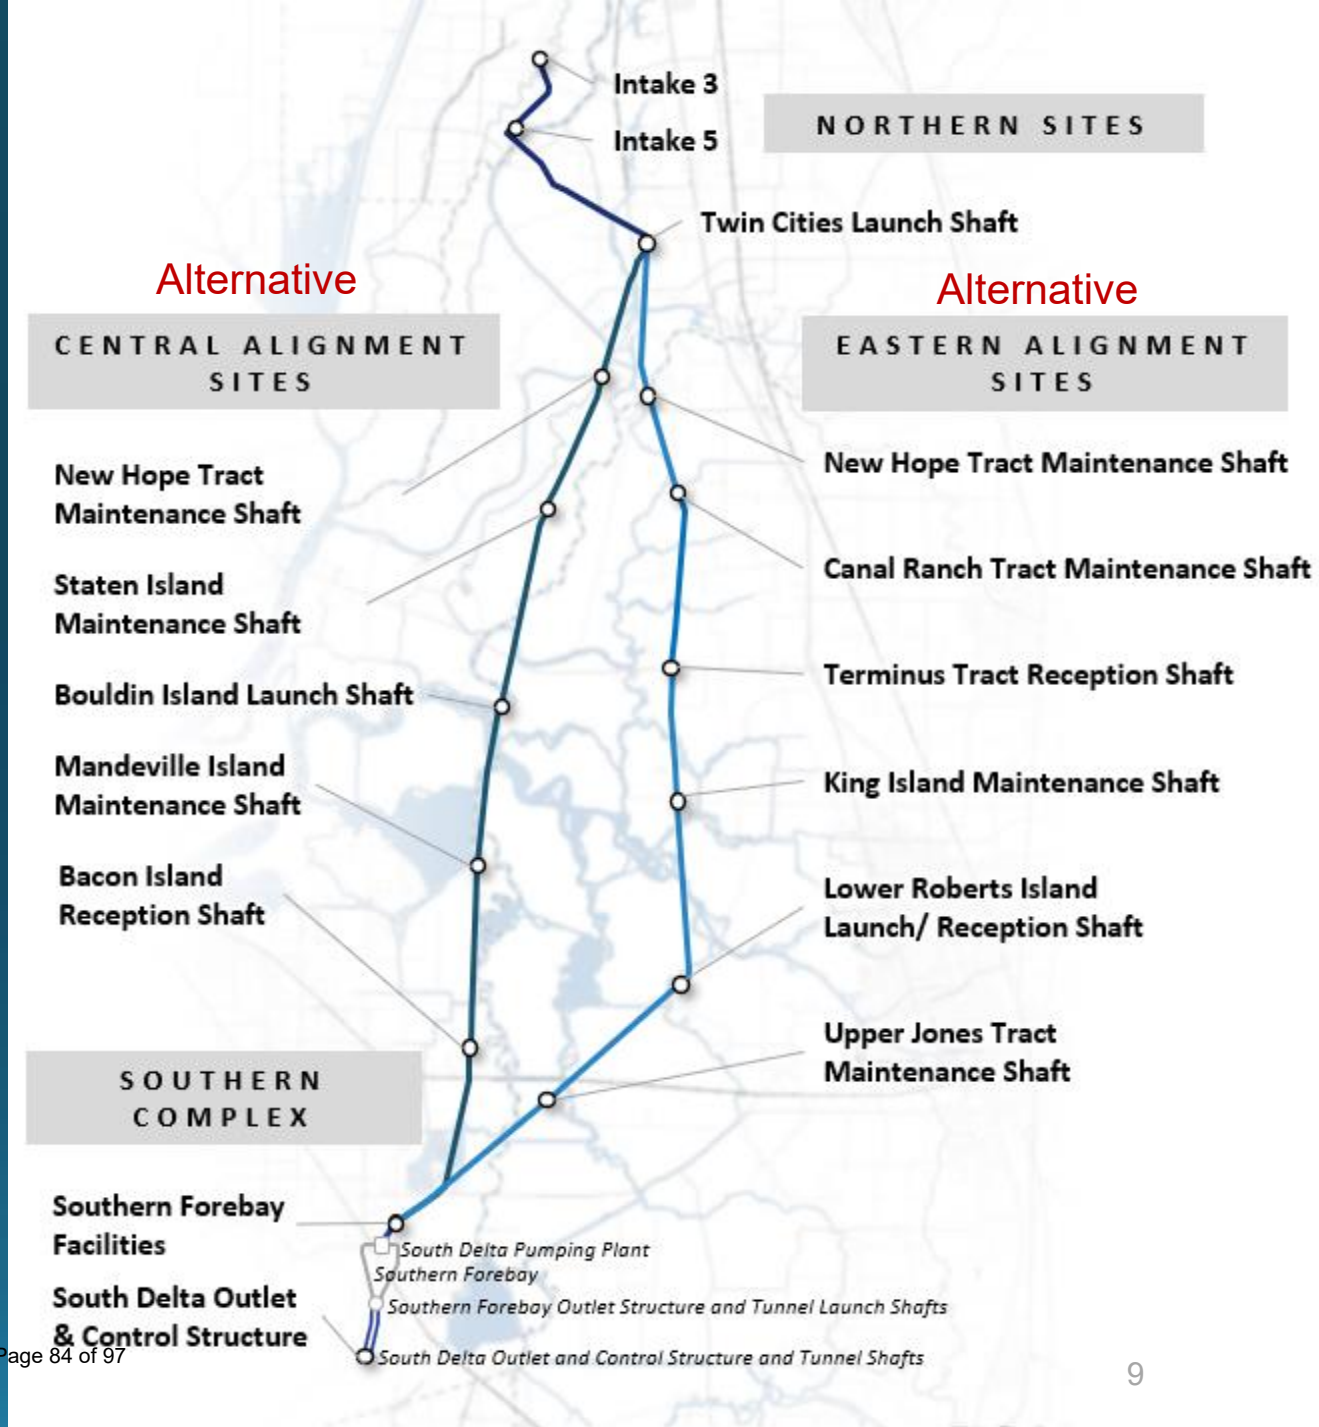 Intake 3
Intake 5
NORTHERN SITES
Twin Cities Launch Shaft
Alternative
CENTRAL ALIGNMENT
SITES
New Hope Tract
Maintenance Shaft
Staten Island
Maintenance Shaft
Bouldin Island Launch Shaft
Mandeville Island
Maintenance Shaft
Bacon Island
Reception Shaft
Alternative
EASTERN ALIGNMENT
SITES
New Hope Tract Maintenance Shaft
Canal Ranch Tract Maintenance Shaft
Terminus Tract Reception Shaft
King Island Maintenance Shaft
Lower Roberts Island
Launch/ Reception Shaft
Upper Jones Tract
Maintenance Shaft
SOUTHERN
COMPLEX
Southern Forebay
Facilities
South Delta Pumping Plant
Southern Forebay
South Delta Outlet
& Control Structure
Southern Forebay Outlet Structure and Tunnel Launch Shafts
South Delta Outlet and Control Structure and Tunnel Shafts
age 84 of 97
9